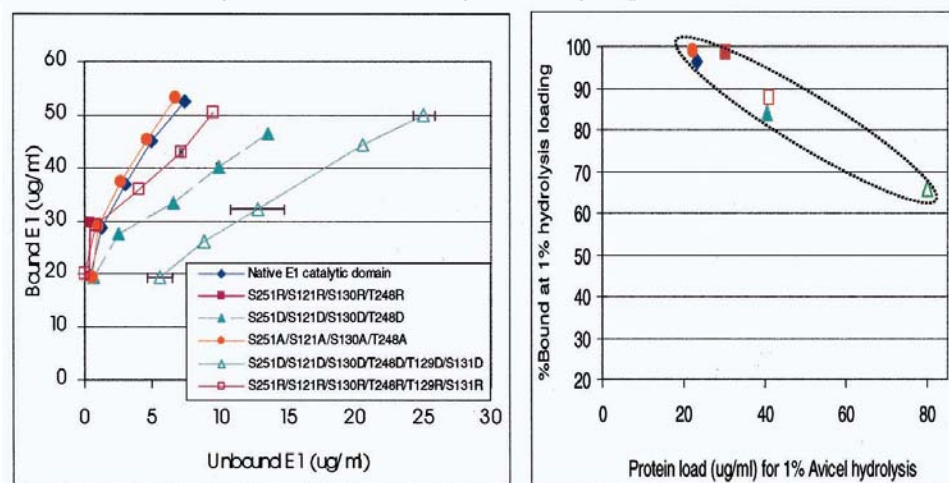 60
50
40
30
20
10
0
0 5 10 15 20 25 30
Bound E1 (ug/ml)
Unbound E1 (ug/ml)
Native E1 catalytic domain
S251R/S121R/S130R/T248R
S251D/S121D/S130D/T248D
S251A/S121A/S130A/T248A
S251D/S121D/S130D/T248D/T129D/S131D
S251R/S121R/S130R/T248R/T129R/S131R
100
90
80
70
60
50
40
30
20
0 20 40 60 80
%Bound at 1% hydrolysis loading
Protein load (ug/ml) for 1% Avicel hydrolysis